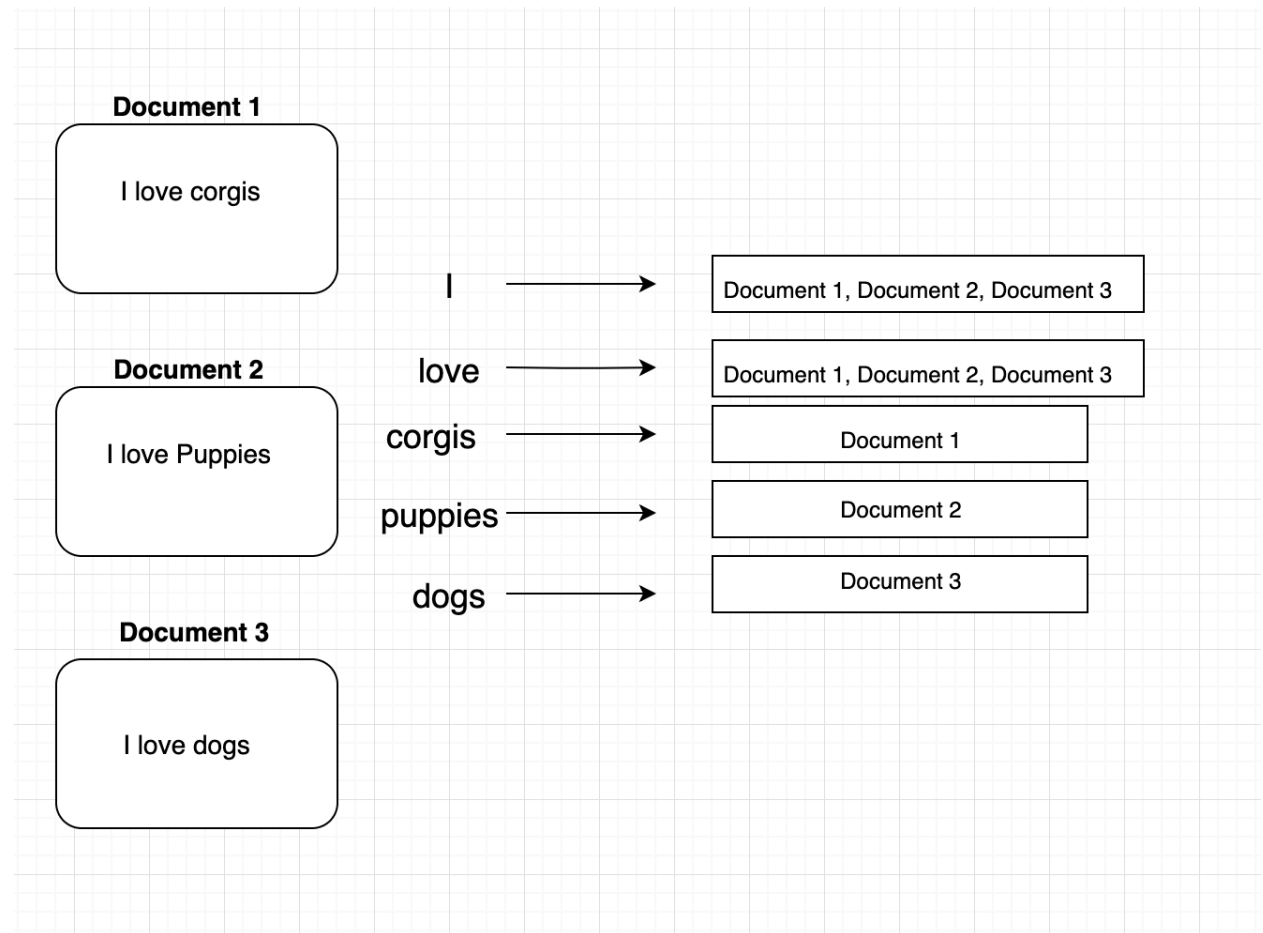 Document 1
I love corgis
Document 2
I love Puppies
Document 3
I love dogs
I
Document 1, Document 2, Document 3
love
Document 1, Document 2, Document 3
corgis
Document 1
puppies
Document 2
dogs
Document 3